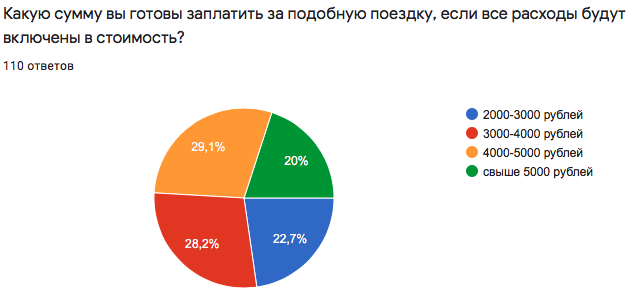 Какую сумму вы готовы заплатить за подобную поездку, если все расходы будут
включены в стоимость?
110 ответов
2000-3000 рублей
3000-4000 рублей
4000-5000 рублей
свыше 5000 рублей
29,1%
20%
28,2%
22,7%